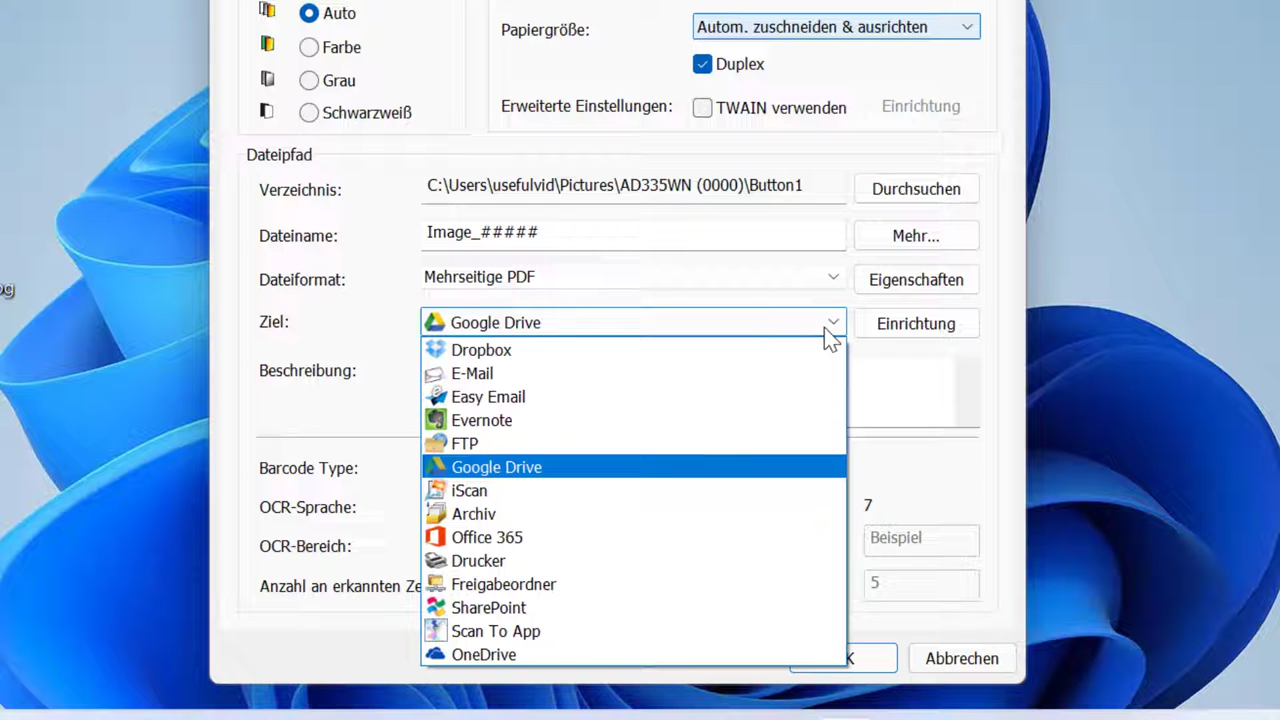 Auto
Farbe
Grau
Schwarzweiß
Papiergröße:
Autom. zuschneiden & ausrichten
Duplex
Erweiterte Einstellungen:
TWAIN verwenden
Einrichtung
Dateipfad
Verzeichnis:
C:\Users\usefulvid\Pictures\AD335WN (0000)\Button1
Durchsuchen
Dateiname:
Image_#####
Mehr...
Dateiformat:
Mehrseitige PDF
Eigenschaften
Ziel:
Google Drive
Einrichtung
Dropbox
E-Mail
Easy Email
Evernote
FTP
Google Drive
iScan
Archiv
Office 365
Drucker
Freigabeordner
SharePoint
Scan To App
OneDrive
Beschreibung:
Barcode Type:
OCR-Sprache:
7
OCR-Bereich:
Beispiel
Anzahl an erkannten Ze
5
K
Abbrechen
og